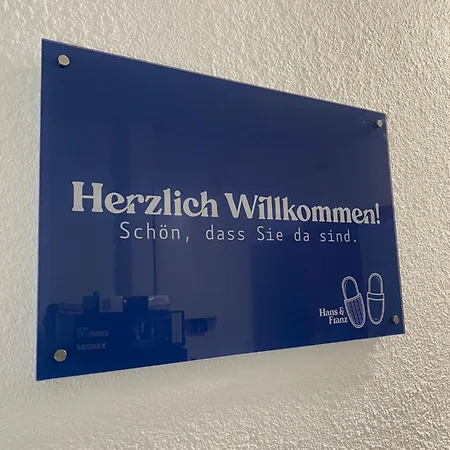 Herzlich Willkommen!
Schön, dass Sie da sind.
Hans &
Franz